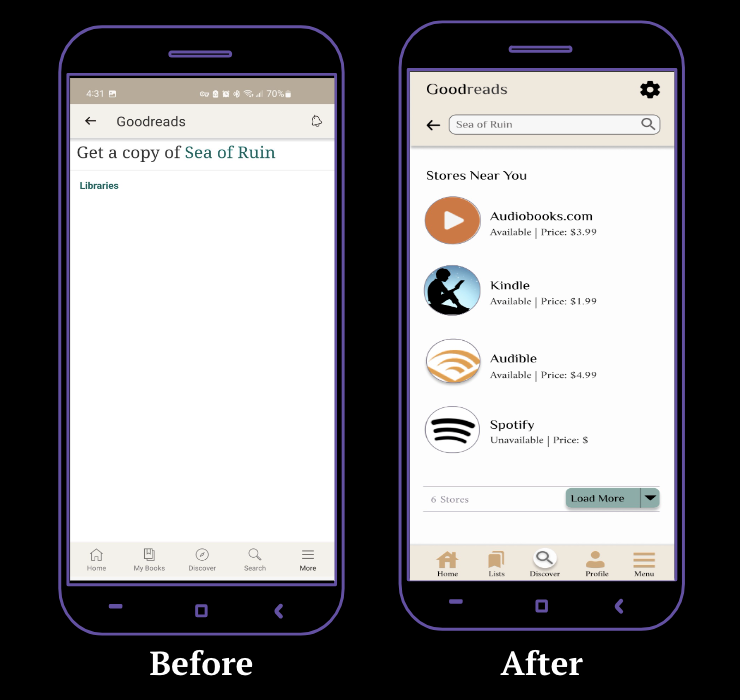 4:31
70%
Goodreads
Get a copy of Sea of Ruin
Libraries
Home
My Books
Discover
Search
More
Before
Goodreads
Sea of Ruin
Stores Near You
Audiobooks.com
Available | Price: $3.99
Kindle
Available | Price: $1.99
Audible
Available | Price: $4.99
Spotify
Unavailable | Price: $
6 Stores
Load More
Home
Lists
Discover
Profile
Menu
After